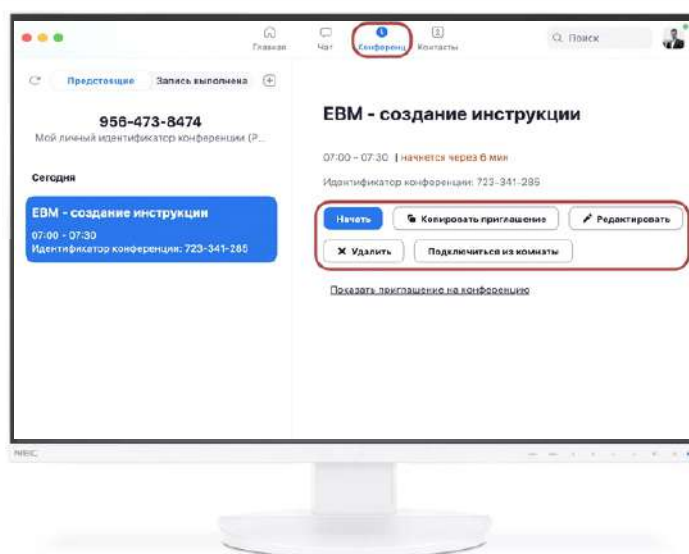 Главная
Чат
Конференц
Контакты
Поиск
Предстоящие
Запись выполнена
956-473-8474
Мой личный идентификатор конференции (P...
Сегодня
EBM - создание инструкции
07:00 - 07:30
Идентификатор конференции: 723-341-285
EBM - создание инструкции
07:00 - 07:30 | начнется через 6 мин
Идентификатор конференции: 723-341-285
Начать
Копировать приглашение
Редактировать
Удалить
Подключиться из комнаты
Показать приглашение на конференцию
NEC